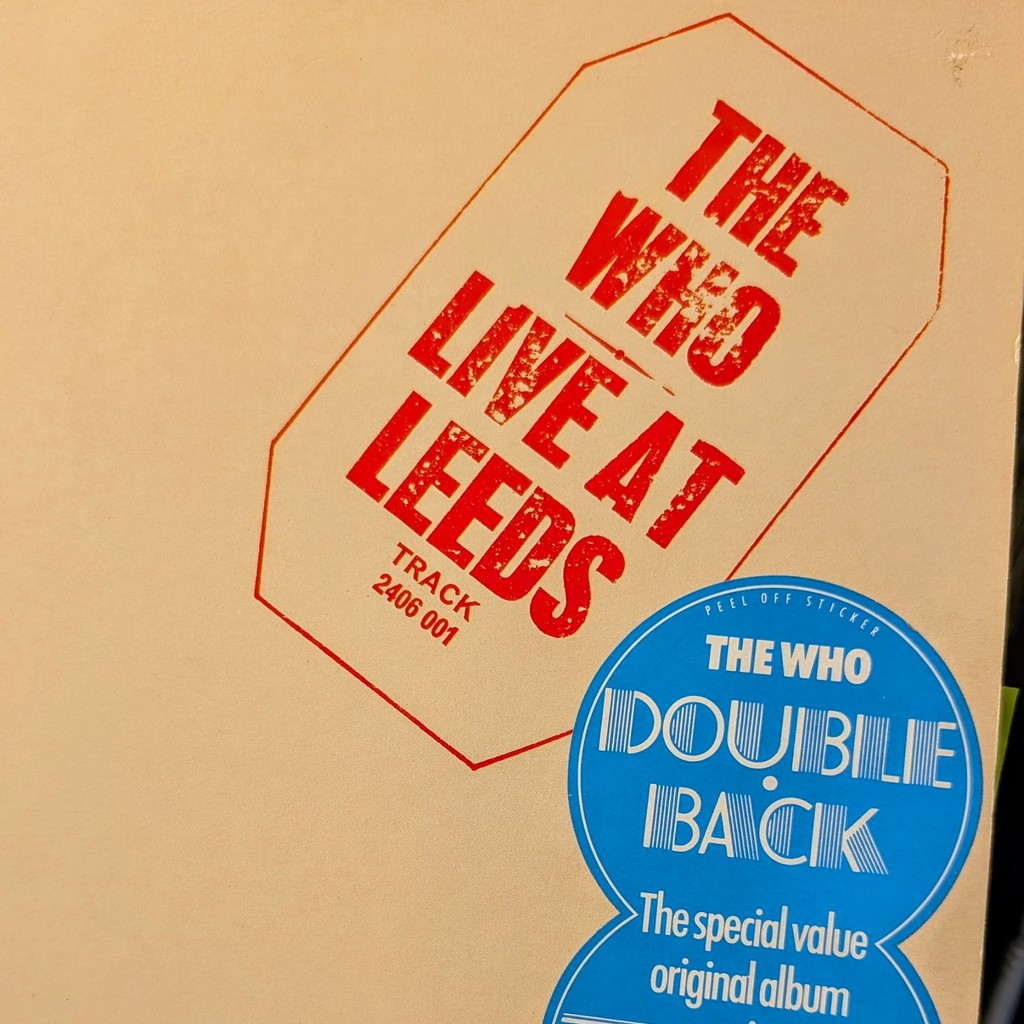 THE
WHO
LIVE AT
LEEDS
TRACK
2406 001
PEEL OFF STICKER
THE WHO
DOUBLE
BACK
The special value
original album